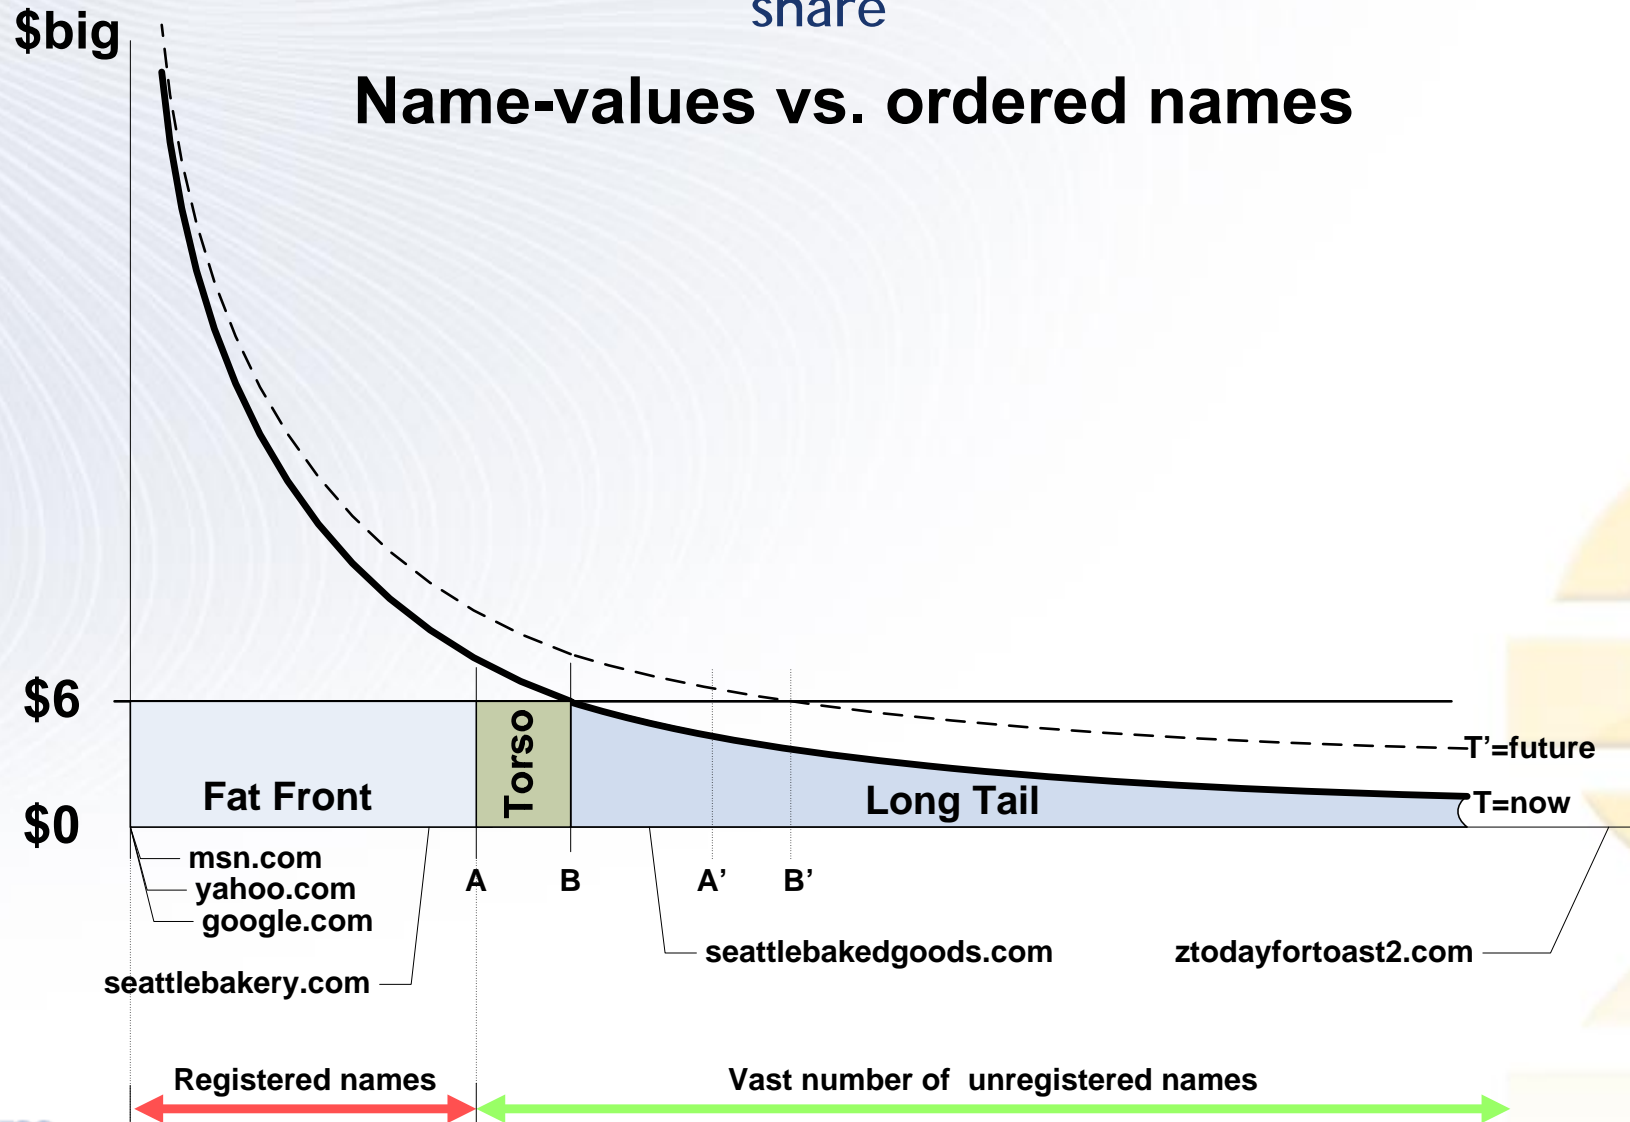 share
$big
Name-values vs. ordered names
$6
Torso
T’=future
Fat Front
Long Tail
T=now
$0
msn.com
yahoo.com
google.com
A
B
A’
B’
seattlebakedgoods.com
ztodayfortoast2.com
seattlebakery.com
Registered names
Vast number of unregistered names